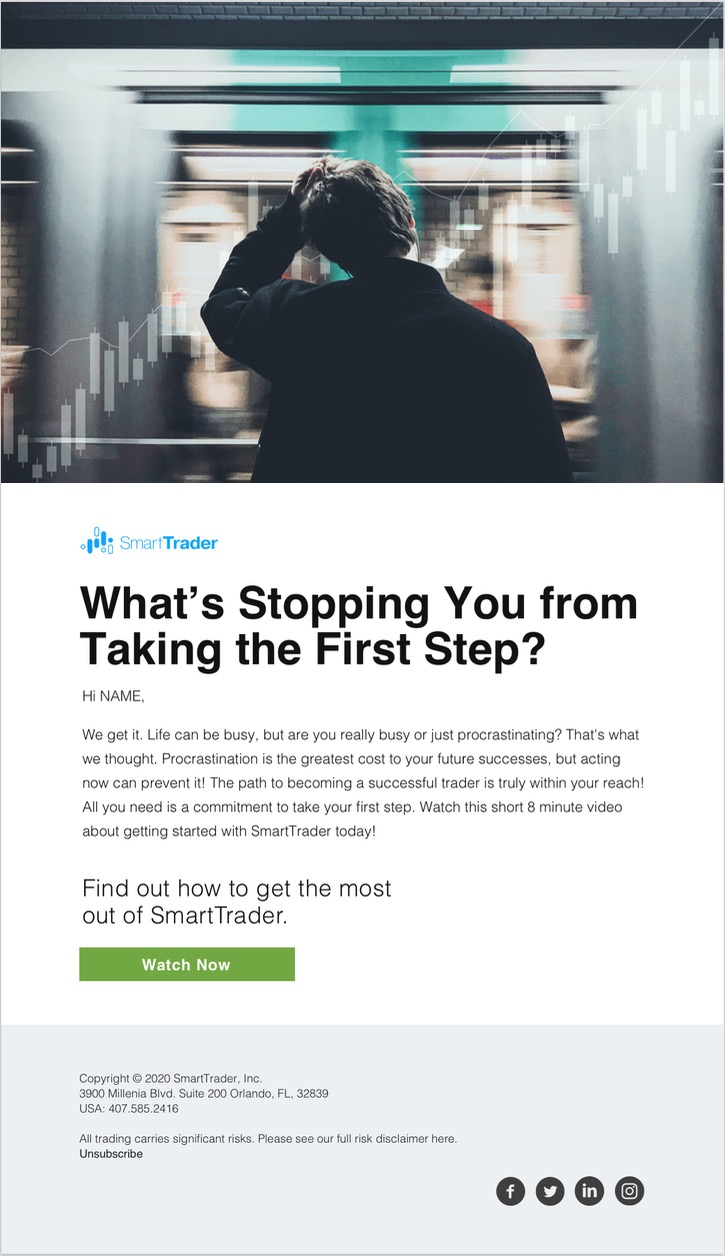 SmartTrader
What’s Stopping You from
Taking the First Step?
Hi NAME,
We get it. Life can be busy, but are you really busy or just procrastinating? That's what
we thought. Procrastination is the greatest cost to your future successes, but acting
now can prevent it! The path to becoming a successful trader is truly within your reach!
All you need is a commitment to take your first step. Watch this short 8 minute video
about getting started with SmartTrader today!
Find out how to get the most
out of SmartTrader.
Watch Now
Copyright © 2020 SmartTrader, Inc.
3900 Millenia Blvd. Suite 200 Orlando, FL, 32839
USA: 407.585.2416
All trading carries significant risks. Please see our full risk disclaimer here.
Unsubscribe